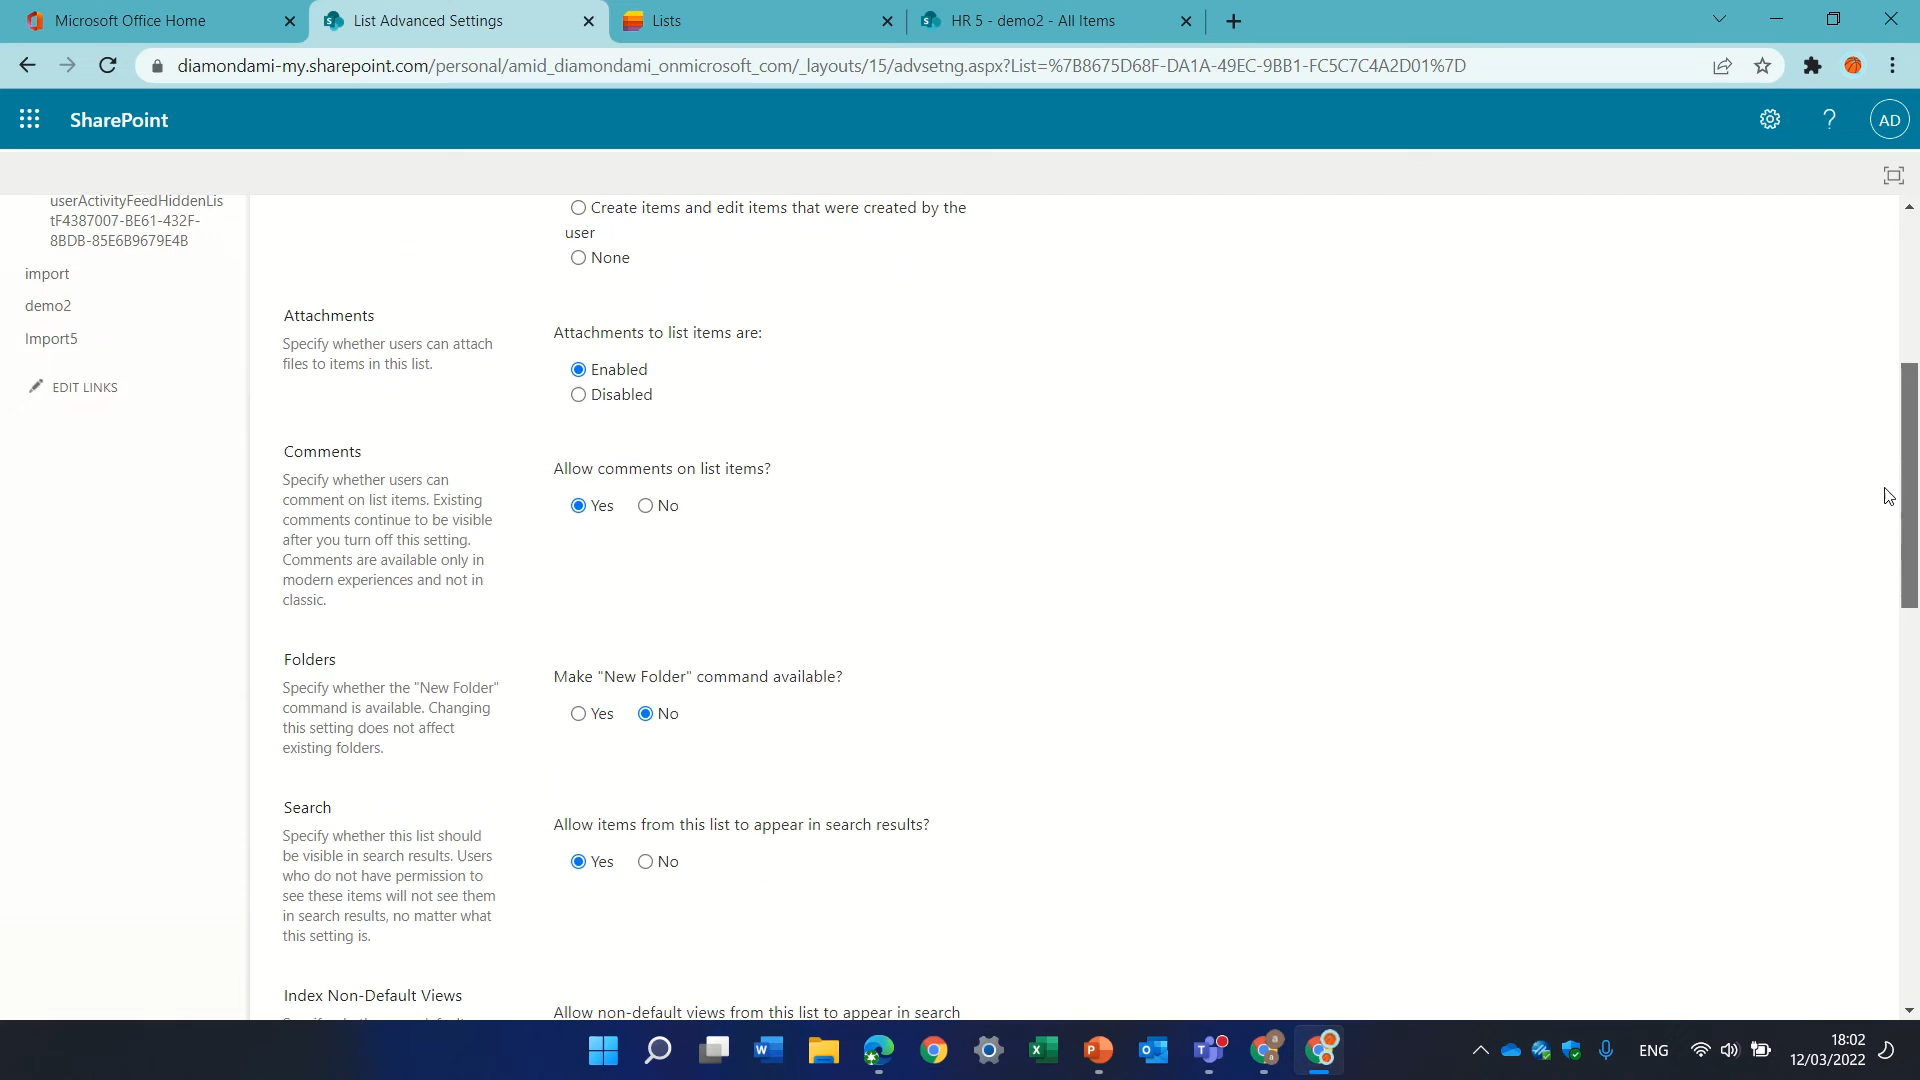 Microsoft Office Home
List Advanced Settings
Lists
HR 5 - demo2 - All Items
diamondami-my.sharepoint.com/personal/amid_diamondami_onmicrosoft_com/_layouts/15/advsetng.aspx?List=%7B8675D68F-DA1A-49EC-9BB1-FC5C7C4A2D01%7D
SharePoint
AD
userActivityFeedHiddenLis
tF4387007-BE61-432F-
8BDB-85E6B9679E4B
import
demo2
Import5
EDIT LINKS
Create items and edit items that were created by the
user
None
Attachments
Specify whether users can attach
files to items in this list.
Attachments to list items are:
Enabled
Disabled
Comments
Specify whether users can
comment on list items. Existing
comments continue to be visible
after you turn off this setting.
Comments are available only in
modern experiences and not in
classic.
Allow comments on list items?
Yes No
Folders
Specify whether the "New Folder"
command is available. Changing
this setting does not affect
existing folders.
Make "New Folder" command available?
Yes No
Search
Specify whether this list should
be visible in search results. Users
who do not have permission to
see these items will not see them
in search results, no matter what
this setting is.
Allow items from this list to appear in search results?
Yes No
Index Non-Default Views
Allow non-default views from this list to appear in search
ENG
18:02
12/03/2022